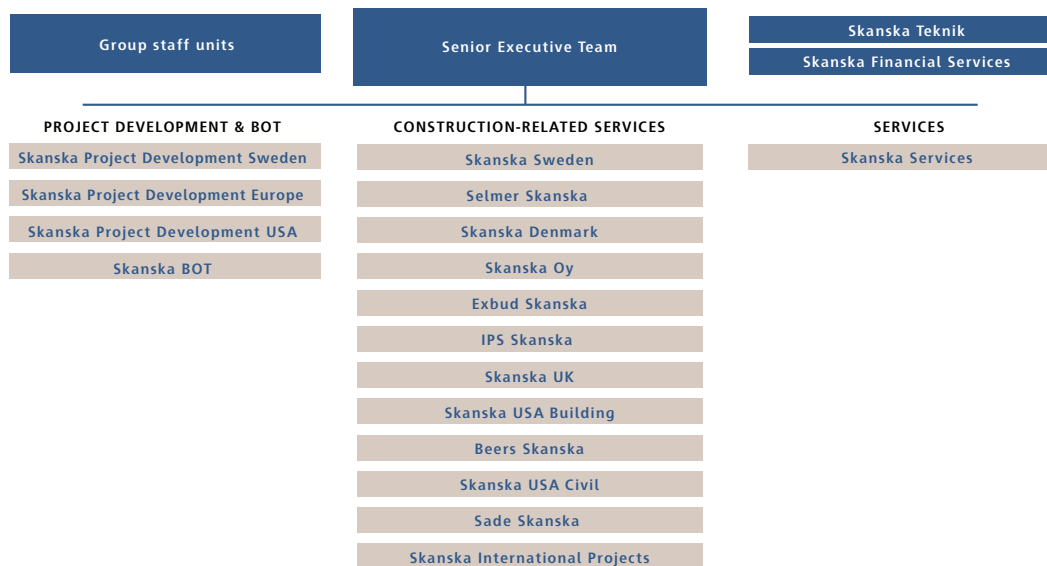 Group staff units
Senior Executive Team
Skanska Teknik
Skanska Financial Services
PROJECT DEVELOPMENT & BOT
Skanska Project Development Sweden
Skanska Project Development Europe
Skanska Project Development USA
Skanska BOT
CONSTRUCTION-RELATED SERVICES
Skanska Sweden
Selmer Skanska
Skanska Denmark
Skanska Oy
Exbud Skanska
IPS Skanska
Skanska UK
Skanska USA Building
Beers Skanska
Skanska USA Civil
Sade Skanska
Skanska International Projects
SERVICES
Skanska Services